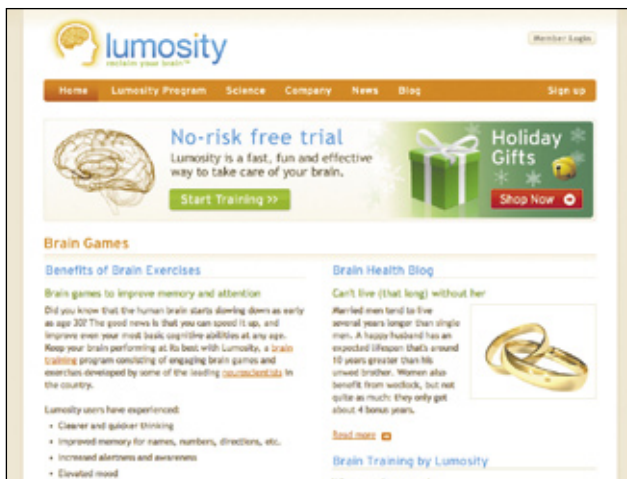 lumosity
reclaim your brain™
Member Login
Home Lumosity Program Science Company News Blog Sign up
No-risk free trial
Lumosity is a fast, fun and effective
way to take care of your brain.
Start Training >>
Holiday
Gifts
Shop Now
Brain Games
Benefits of Brain Exercises
Brain games to improve memory and attention
Did you know that the human brain starts slowing down as early
as age 30? The good news is that you can speed it up, and
improve even your most basic cognitive abilities at any age.
Keep your brain performing at its best with Lumosity, a brain
training program consisting of engaging brain games and
exercises developed by some of the leading neuroscientists in
the country.
Lumosity users have experienced:
• Clearer and quicker thinking
• Improved memory for names, numbers, directions, etc.
• Increased alertness and awareness
• Elevated mood
Brain Health Blog
Can't live (that long) without her
Married men tend to live
several years longer than single
men. A happy husband has an
expected lifespan that's around
10 years greater than his
unwed brother. Women also
benefit from wedlock, but not
quite as much: they only get
about 4 bonus years.
Read more
Brain Training by Lumosity